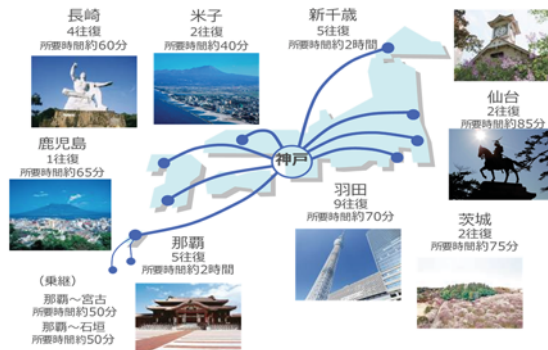 長崎
4往復
所要時間約60分
米子
2往復
所要時間約40分
新千歳
5往復
所要時間約2時間
仙台
2往復
所要時間約85分
鹿児島
1往復
所要時間約65分
神戸
羽田
9往復
所要時間約70分
茨城
2往復
所要時間約75分
那覇
5往復
所要時間約2時間
(乗継)
那覇~宮古
所要時間約50分
那覇~石垣
所要時間約50分